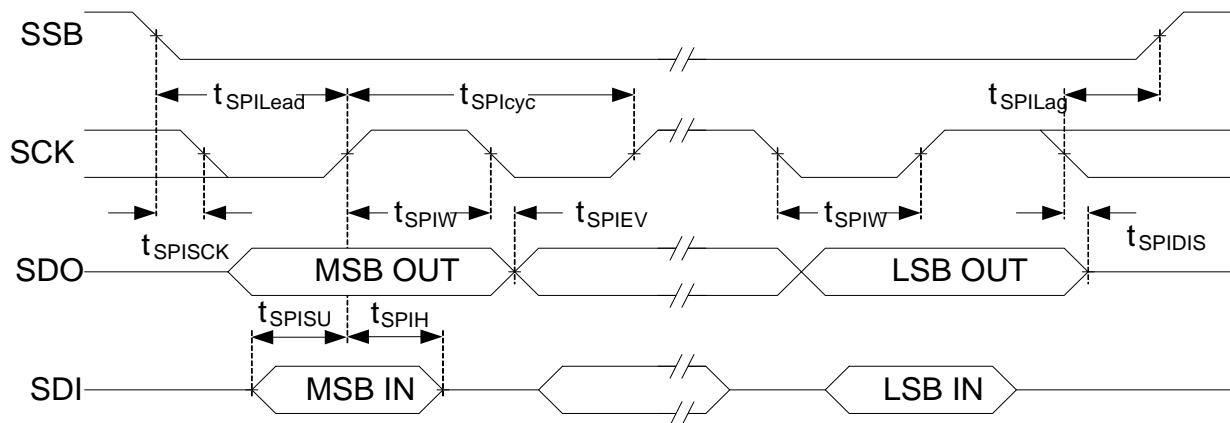 SSB
tSPILead
tSPIcyc
tSPILag
SCK
tSPIW
tSPIEV
tSPIW
tSPISCK
tSPIDIS
SDO
MSB OUT
LSB OUT
tSPISU
tSPIH
SDI
MSB IN
LSB IN